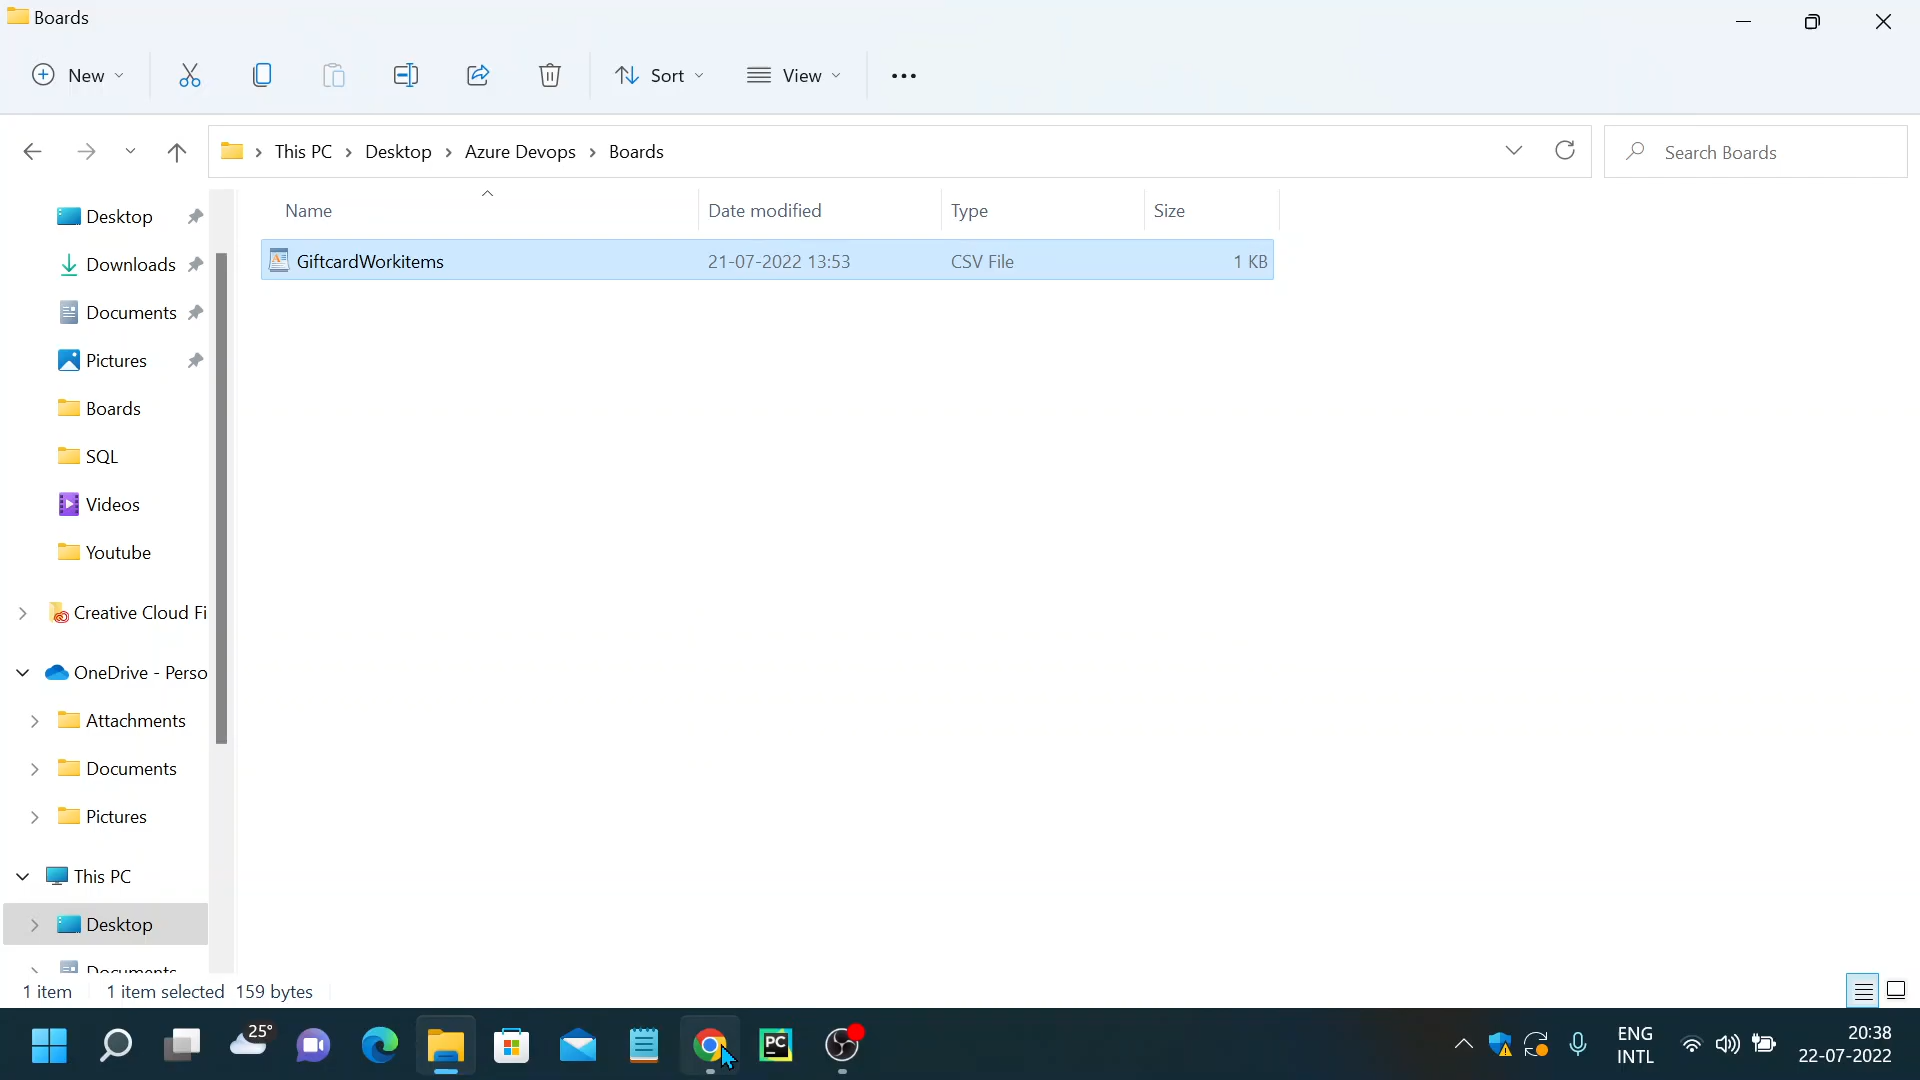 Boards
New
Sort
View
This PC > Desktop > Azure Devops > Boards
Search Boards
Name
Date modified
Type
Size
GiftcardWorkitems
21-07-2022 13:53
CSV File
1 KB
Desktop
Downloads
Documents
Pictures
Boards
SQL
Videos
Youtube
Creative Cloud Fi
OneDrive - Perso
Attachments
Documents
Pictures
This PC
Desktop
Documents
1 item
1 item selected 159 bytes
25°
PC
ENG
INTL
20:38
22-07-2022